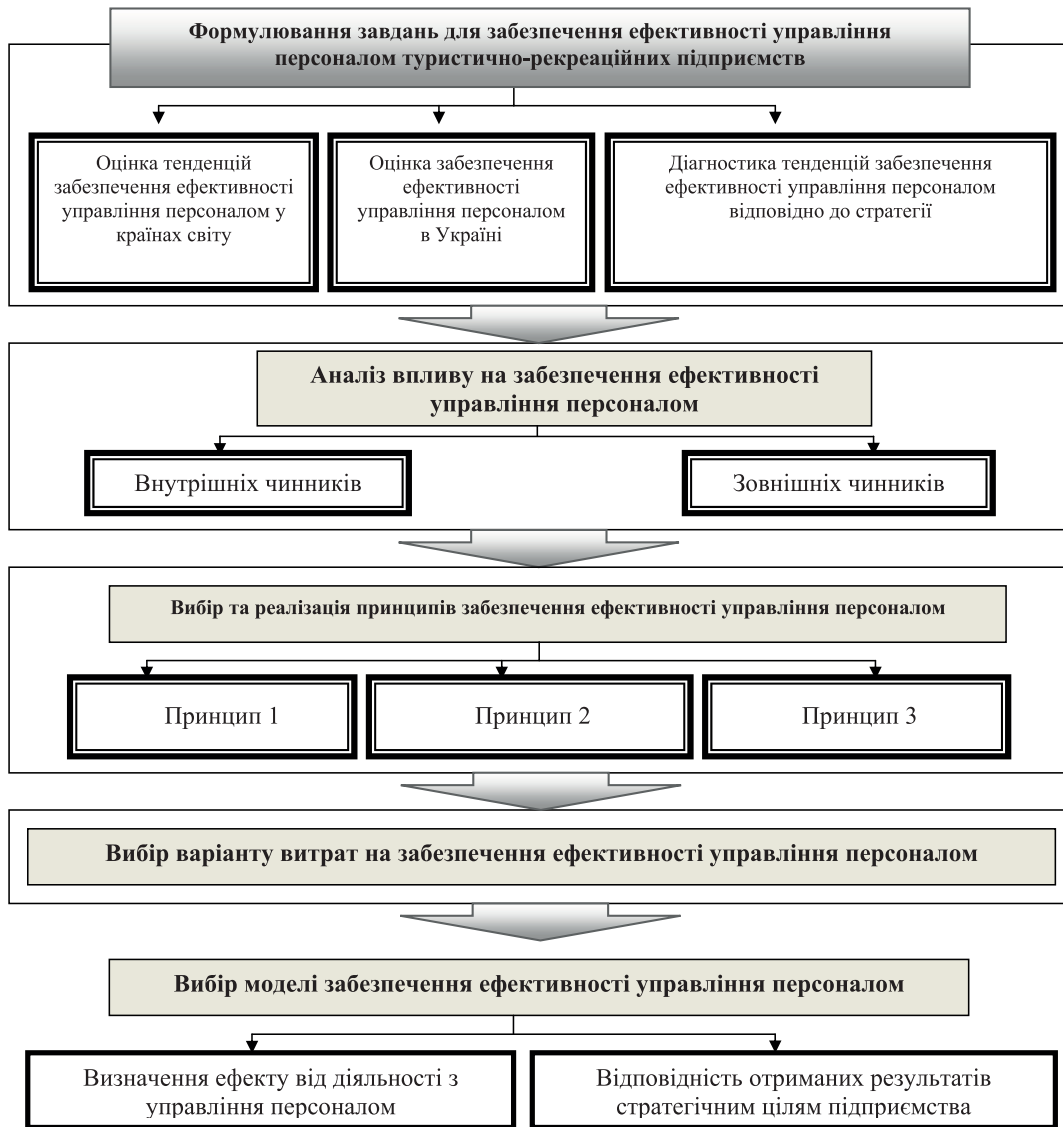 Формулювання завдань для забезпечення ефективності управління
персоналом туристично-рекреаційних підприємств
Оцінка тенденцій
забезпечення ефективності
управління персоналом у
країнах світу
Оцінка забезпечення
ефективності
управління персоналом
в Україні
Діагностика тенденцій забезпечення
ефективності управління персоналом
відповідно до стратегії
Аналіз впливу на забезпечення ефективності
управління персоналом
Внутрішніх чинників
Зовнішніх чинників
Вибір та реалізація принципів забезпечення ефективності управління персоналом
Принцип 1
Принцип 2
Принцип 3
Вибір варіанту витрат на забезпечення ефективності управління персоналом
Вибір моделі забезпечення ефективності управління персоналом
Визначення ефекту від діяльності з
управління персоналом
Відповідність отриманих результатів
стратегічним цілям підприємства